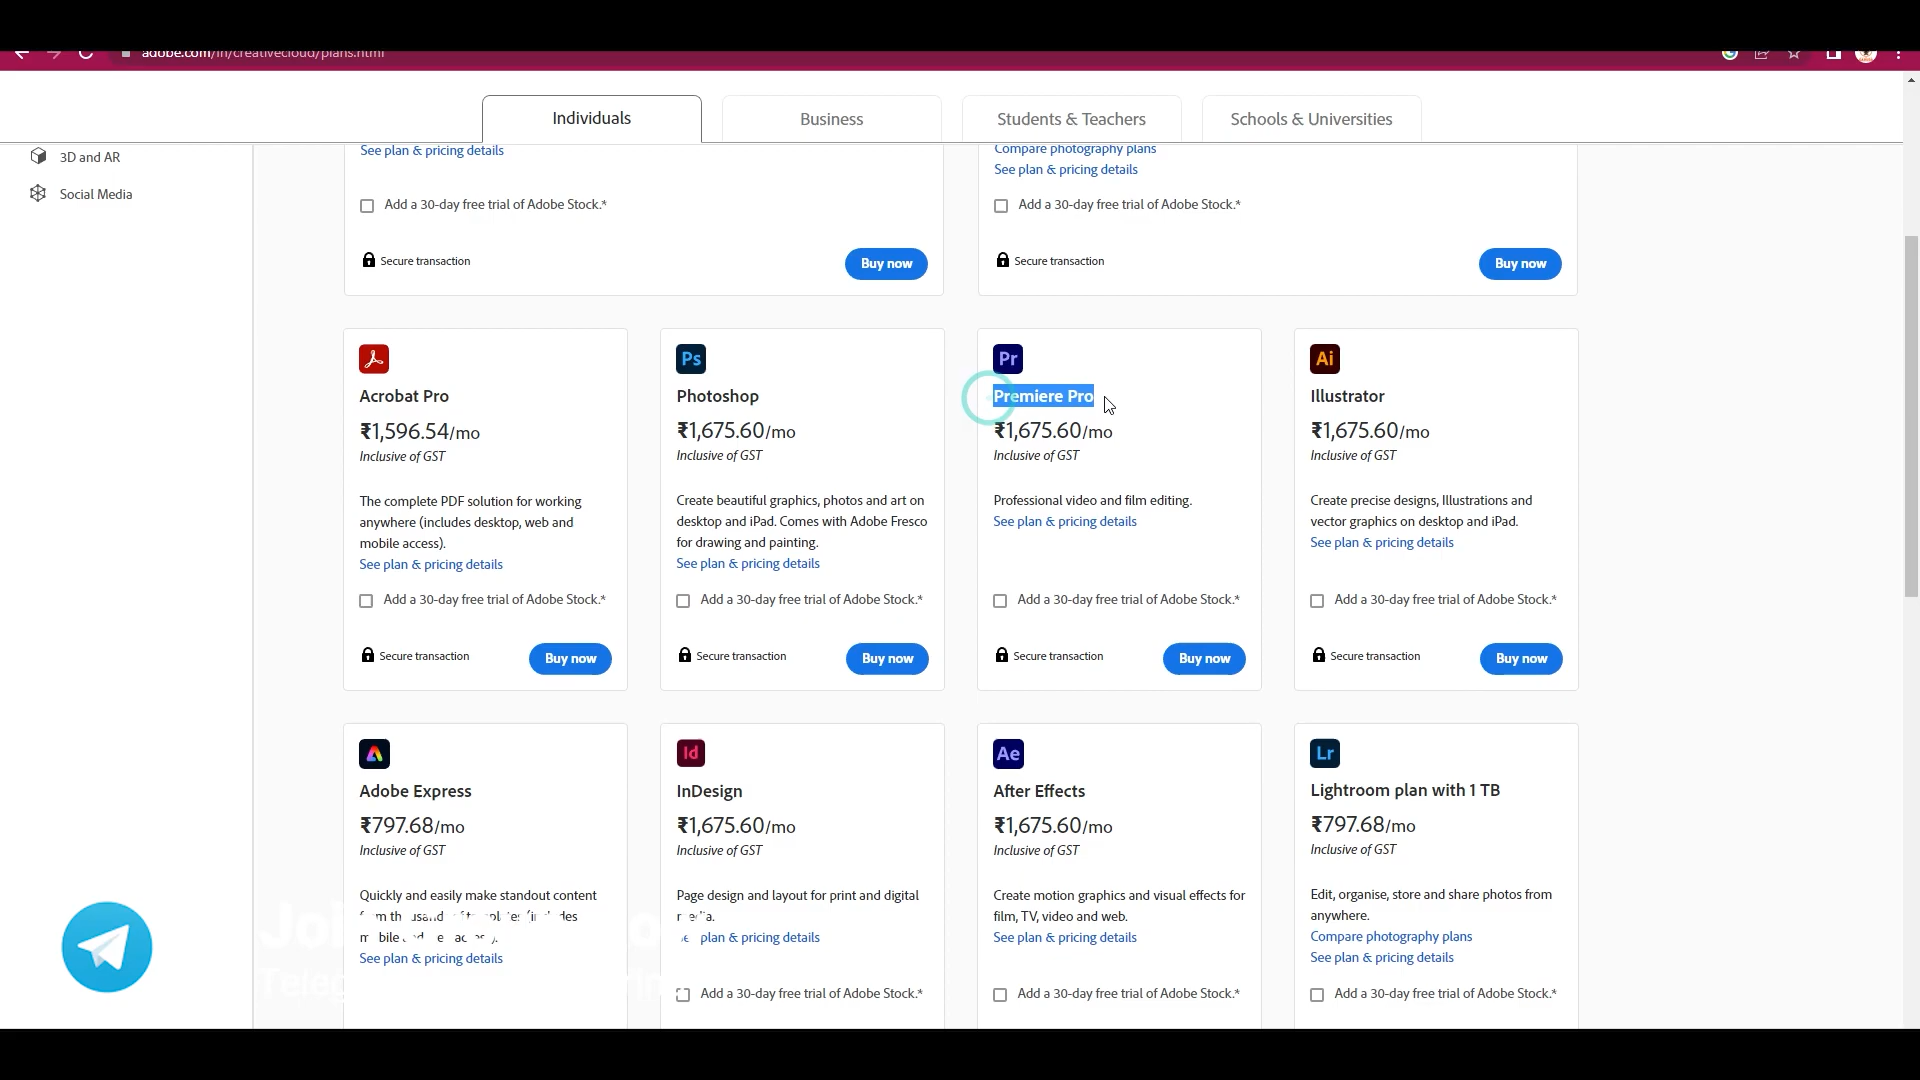 adobe.com/in/creativecloud/plans.html
Individuals
Business
Students & Teachers
Schools & Universities
3D and AR
Social Media
See plan & pricing details
Add a 30-day free trial of Adobe Stock.*
Secure transaction
Buy now
Compare photography plans
See plan & pricing details
Add a 30-day free trial of Adobe Stock.*
Secure transaction
Buy now
Acrobat Pro
₹1,596.54/mo
Inclusive of GST
The complete PDF solution for working
anywhere (includes desktop, web and
mobile access).
See plan & pricing details
Add a 30-day free trial of Adobe Stock.*
Secure transaction
Buy now
Ps
Photoshop
₹1,675.60/mo
Inclusive of GST
Create beautiful graphics, photos and art on
desktop and iPad. Comes with Adobe Fresco
for drawing and painting.
See plan & pricing details
Add a 30-day free trial of Adobe Stock.*
Secure transaction
Buy now
Pr
Premiere Pro
₹1,675.60/mo
Inclusive of GST
Professional video and film editing.
See plan & pricing details
Add a 30-day free trial of Adobe Stock.*
Secure transaction
Buy now
Ai
Illustrator
₹1,675.60/mo
Inclusive of GST
Create precise designs, Illustrations and
vector graphics on desktop and iPad.
See plan & pricing details
Add a 30-day free trial of Adobe Stock.*
Secure transaction
Buy now
Adobe Express
₹797.68/mo
Inclusive of GST
Quickly and easily make standout content
mobile
See plan & pricing details
Id
InDesign
₹1,675.60/mo
Inclusive of GST
Page design and layout for print and digital
plan & pricing details
Add a 30-day free trial of Adobe Stock.*
Ae
After Effects
₹1,675.60/mo
Inclusive of GST
Create motion graphics and visual effects for
film, TV, video and web.
See plan & pricing details
Add a 30-day free trial of Adobe Stock.*
Lr
Lightroom plan with 1 TB
₹797.68/mo
Inclusive of GST
Edit, organise, store and share photos from
anywhere.
Compare photography plans
See plan & pricing details
Add a 30-day free trial of Adobe Stock.*